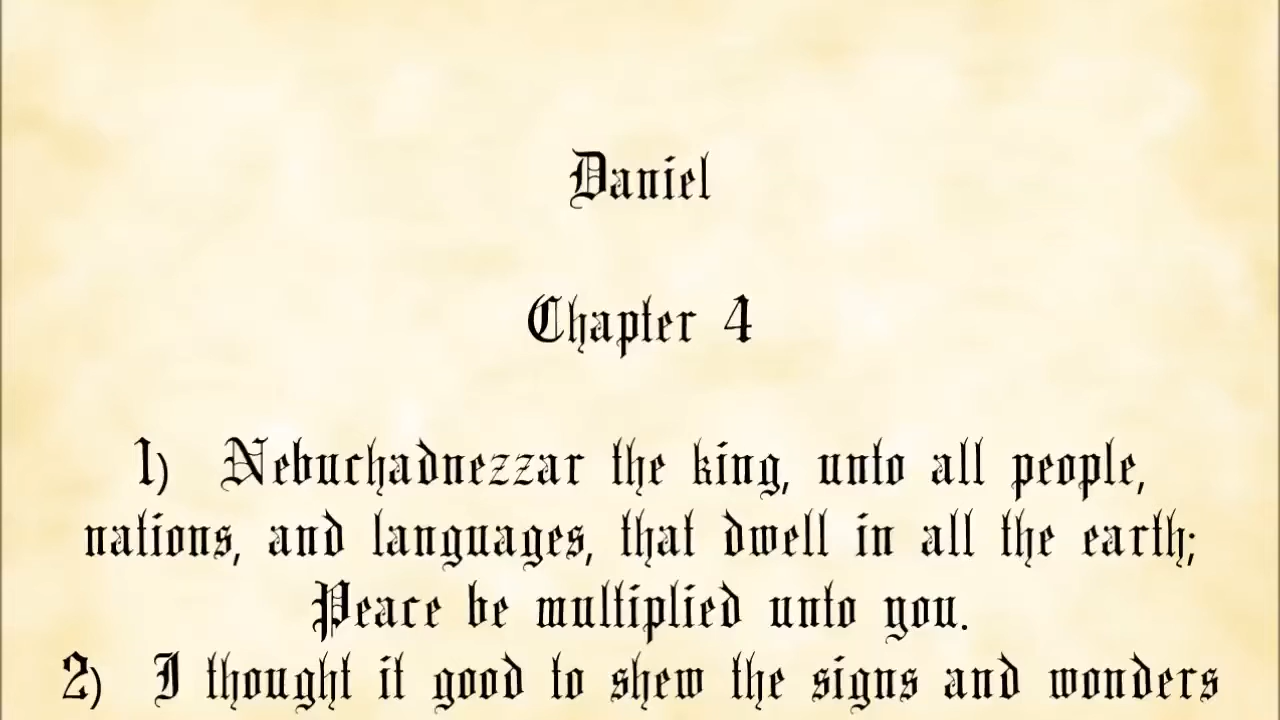 Daniel
Chapter 4
1) Nebuchadnezzar the king, unto all people,
nations, and languages, that dwell in all the earth;
Peace be multiplied unto you.
2) I thought it good to shew the signs and wonders